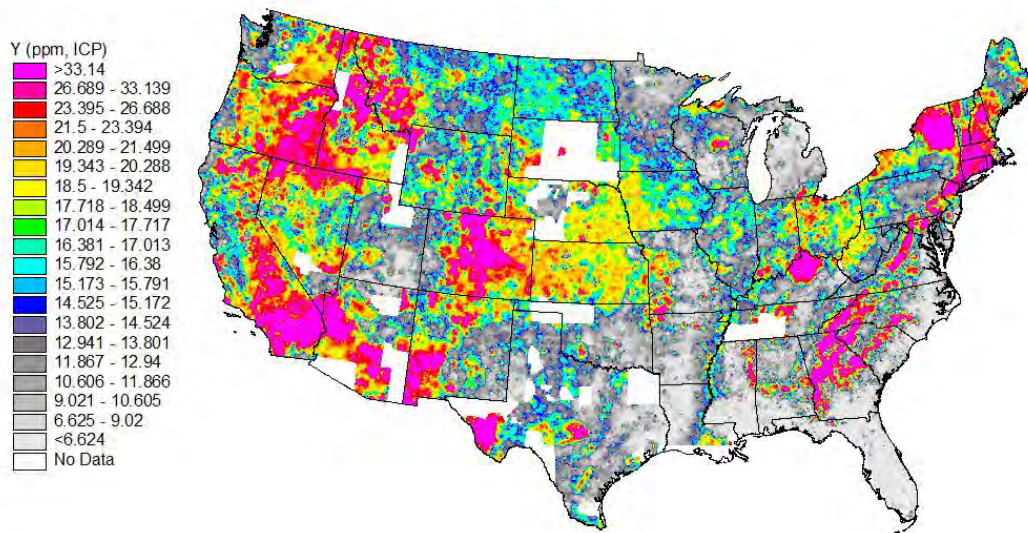 Y (ppm, ICP)
>33.14
26.689 - 33.139
23.395 - 26.688
21.5 - 23.394
20.289 - 21.499
19.343 - 20.288
18.5 - 19.342
17.718 - 18.499
17.014 - 17.717
16.381 - 17.013
15.792 - 16.38
15.173 - 15.791
14.525 - 15.172
13.802 - 14.524
12.941 - 13.801
11.867 - 12.94
10.606 - 11.866
9.021 - 10.605
6.625 - 9.02
<6.624
No Data